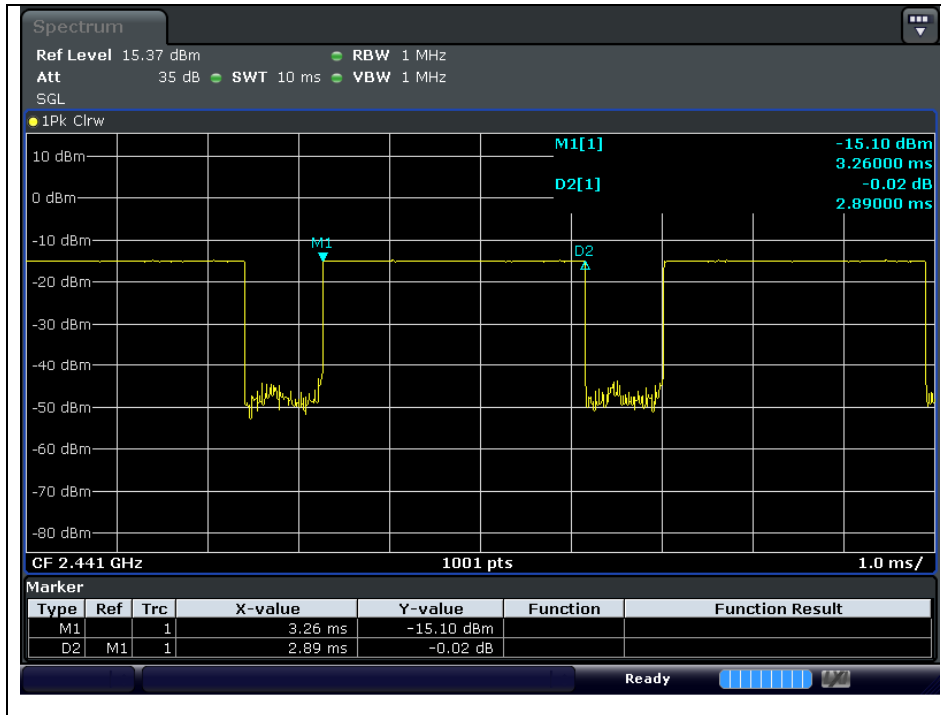 Spectrum
Ref Level 15.37 dBm RBW 1 MHz
Att 35 dB SWT 10 ms VBW 1 MHz
SGL
1Pk Clrw
M1[1] -15.10 dBm
3.26000 ms
D2[1] -0.02 dB
2.89000 ms
10 dBm
0 dBm
-10 dBm
M1
D2
-20 dBm
-30 dBm
-40 dBm
-50 dBm
-60 dBm
-70 dBm
-80 dBm
CF 2.441 GHz 1001 pts 1.0 ms/
Marker
Type Ref Trc X-value Y-value Function Function Result
M1 1 3.26 ms -15.10 dBm
D2 M1 1 2.89 ms -0.02 dB
Ready